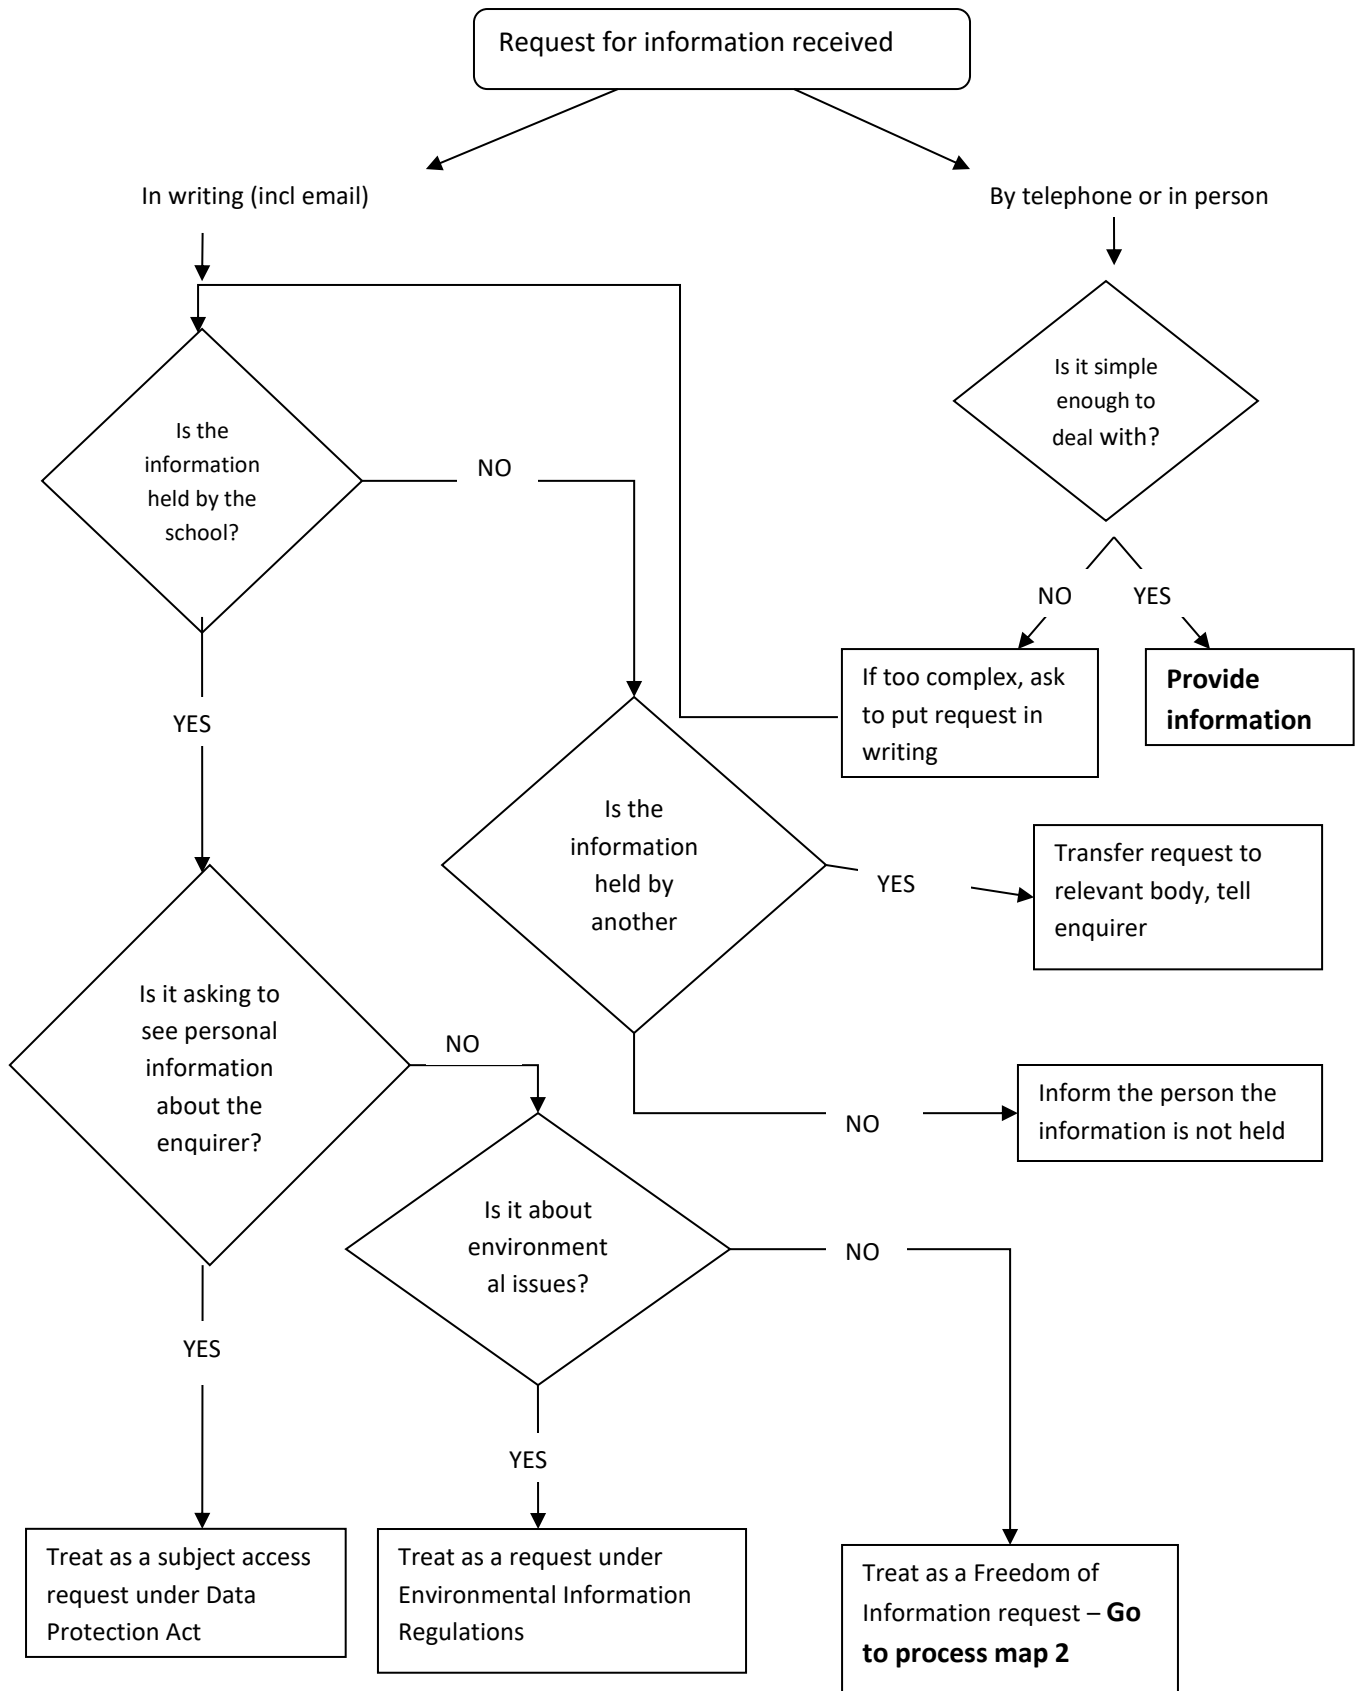 Request for information received
In writing (incl email)
By telephone or in person
Is it simple
enough to
deal with?
Is the
information
held by the
school?
NO
NO
YES
If too complex, ask
to put request in
writing
Provide
information
YES
Is the
information
held by
another
YES
Transfer request to
relevant body, tell
enquirer
Is it asking to
see personal
information
about the
enquirer?
NO
NO
Inform the person the
information is not held
Is it about
environment
al issues?
NO
YES
YES
Treat as a subject access
request under Data
Protection Act
Treat as a request under
Environmental Information
Regulations
Treat as a Freedom of
Information request – Go
to process map 2